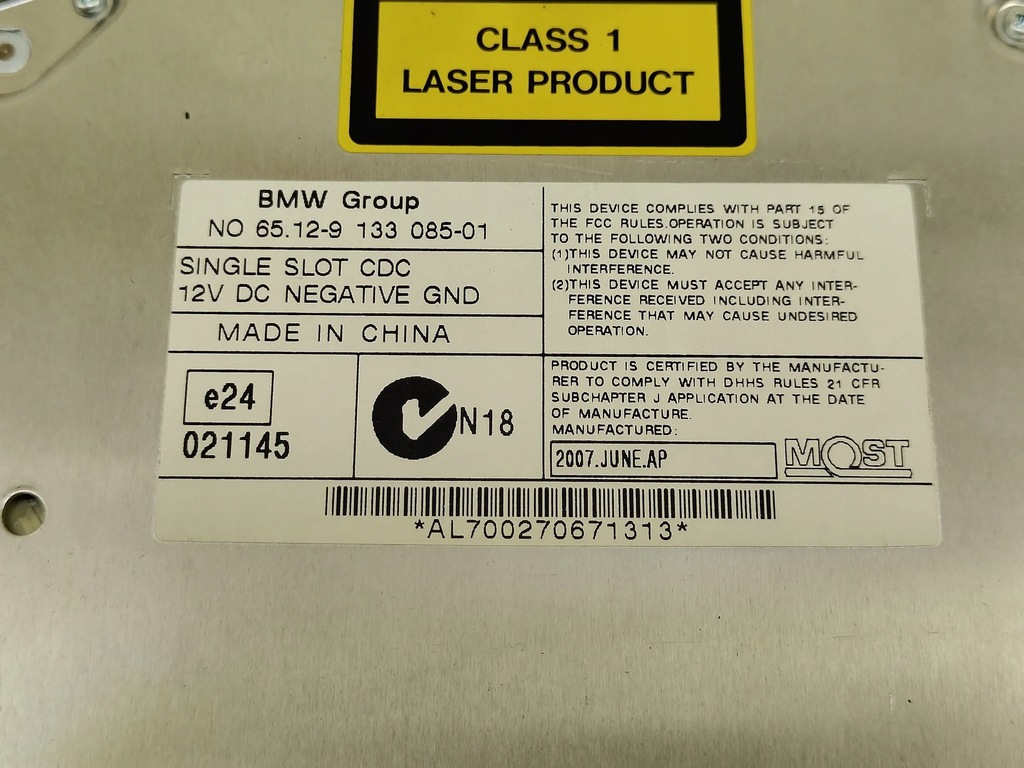 CLASS 1
LASER PRODUCT
BMW Group
NO 65.12-9 133 085-01
SINGLE SLOT CDC
12V DC NEGATIVE GND
MADE IN CHINA
e24
021145
N18
THIS DEVICE COMPLIES WITH PART 15 OF
THE FCC RULES.OPERATION IS SUBJECT
TO THE FOLLOWING TWO CONDITIONS:
(1)THIS DEVICE MAY NOT CAUSE HARMFUL
INTERFERENCE.
(2)THIS DEVICE MUST ACCEPT ANY INTER-
FERENCE RECEIVED INCLUDING INTER-
FERENCE THAT MAY CAUSE UNDESIRED
OPERATION.
PRODUCT IS CERTIFIED BY THE MANUFACTU-
RER TO COMPLY WITH DHHS RULES 21 CFR
SUBCHAPTER J APPLICATION AT THE DATE
OF MANUFACTURE.
MANUFACTURED:
2007.JUNE.AP
MOST
*AL700270671313*